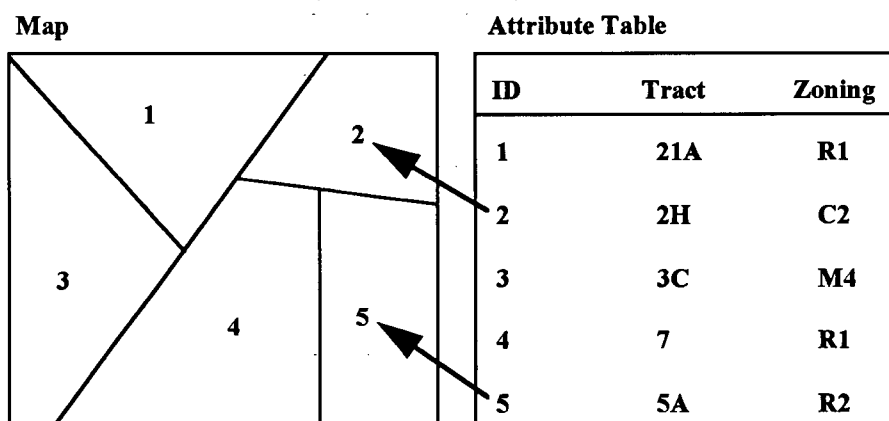 Map
1
2
3
4
5
Attribute Table
ID Tract Zoning
1 21A R1
2 2H C2
3 3C M4
4 7 R1
5 5A R2